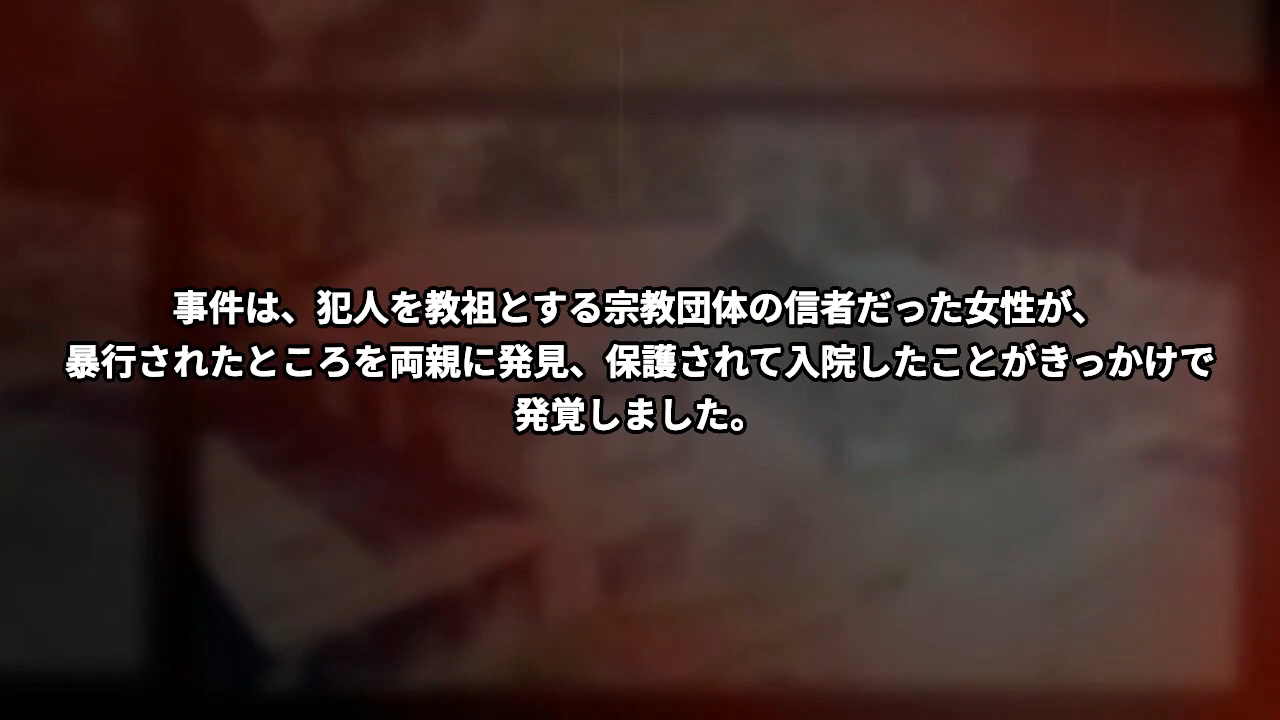 事件は、犯人を教祖とする宗教団体の信者だった女性が、
暴行されたところを両親に発見、保護されて入院したことがきっかけで
発覚しました。